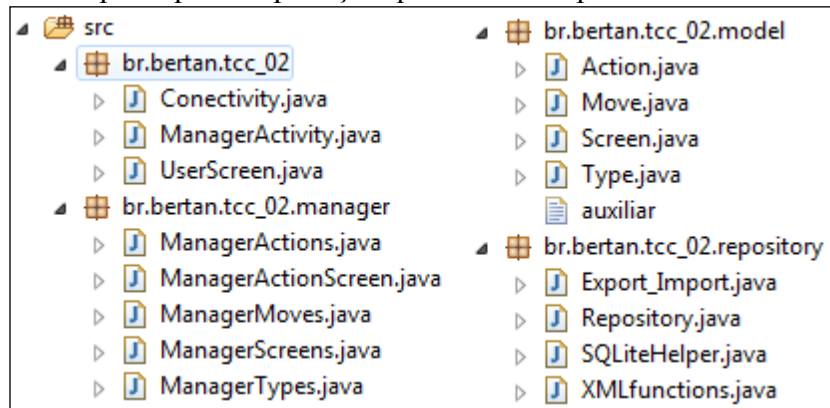 src
br.bertan.tcc_02
Conectivity.java
ManagerActivity.java
UserScreen.java
br.bertan.tcc_02.manager
ManagerActions.java
ManagerActionScreen.java
ManagerMoves.java
ManagerScreens.java
ManagerTypes.java
br.bertan.tcc_02.model
Action.java
Move.java
Screen.java
Type.java
auxiliar
br.bertan.tcc_02.repository
Export_Import.java
Repository.java
SQLiteHelper.java
XMLfunctions.java